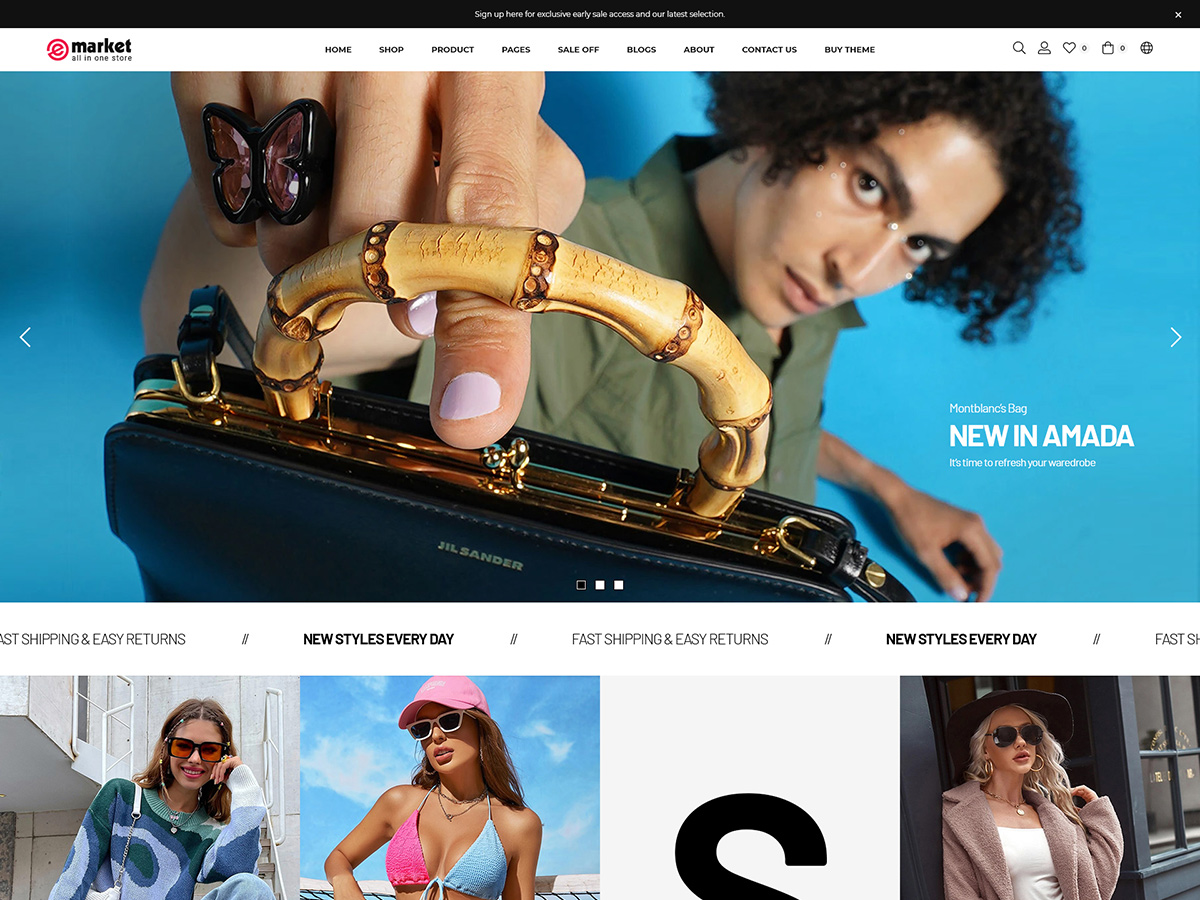 Sign up here for exclusive early sale access and our latest selection.
market
all in one store
HOME SHOP PRODUCT PAGES SALE OFF BLOGS ABOUT CONTACT US BUY THEME
0 0
Montblanc's Bag
NEW IN AMADA
It's time to refresh your waredrobe
JIL SANDER
AST SHIPPING & EASY RETURNS // NEW STYLES EVERY DAY // FAST SHIPPING & EASY RETURNS // NEW STYLES EVERY DAY // FAST SH
S